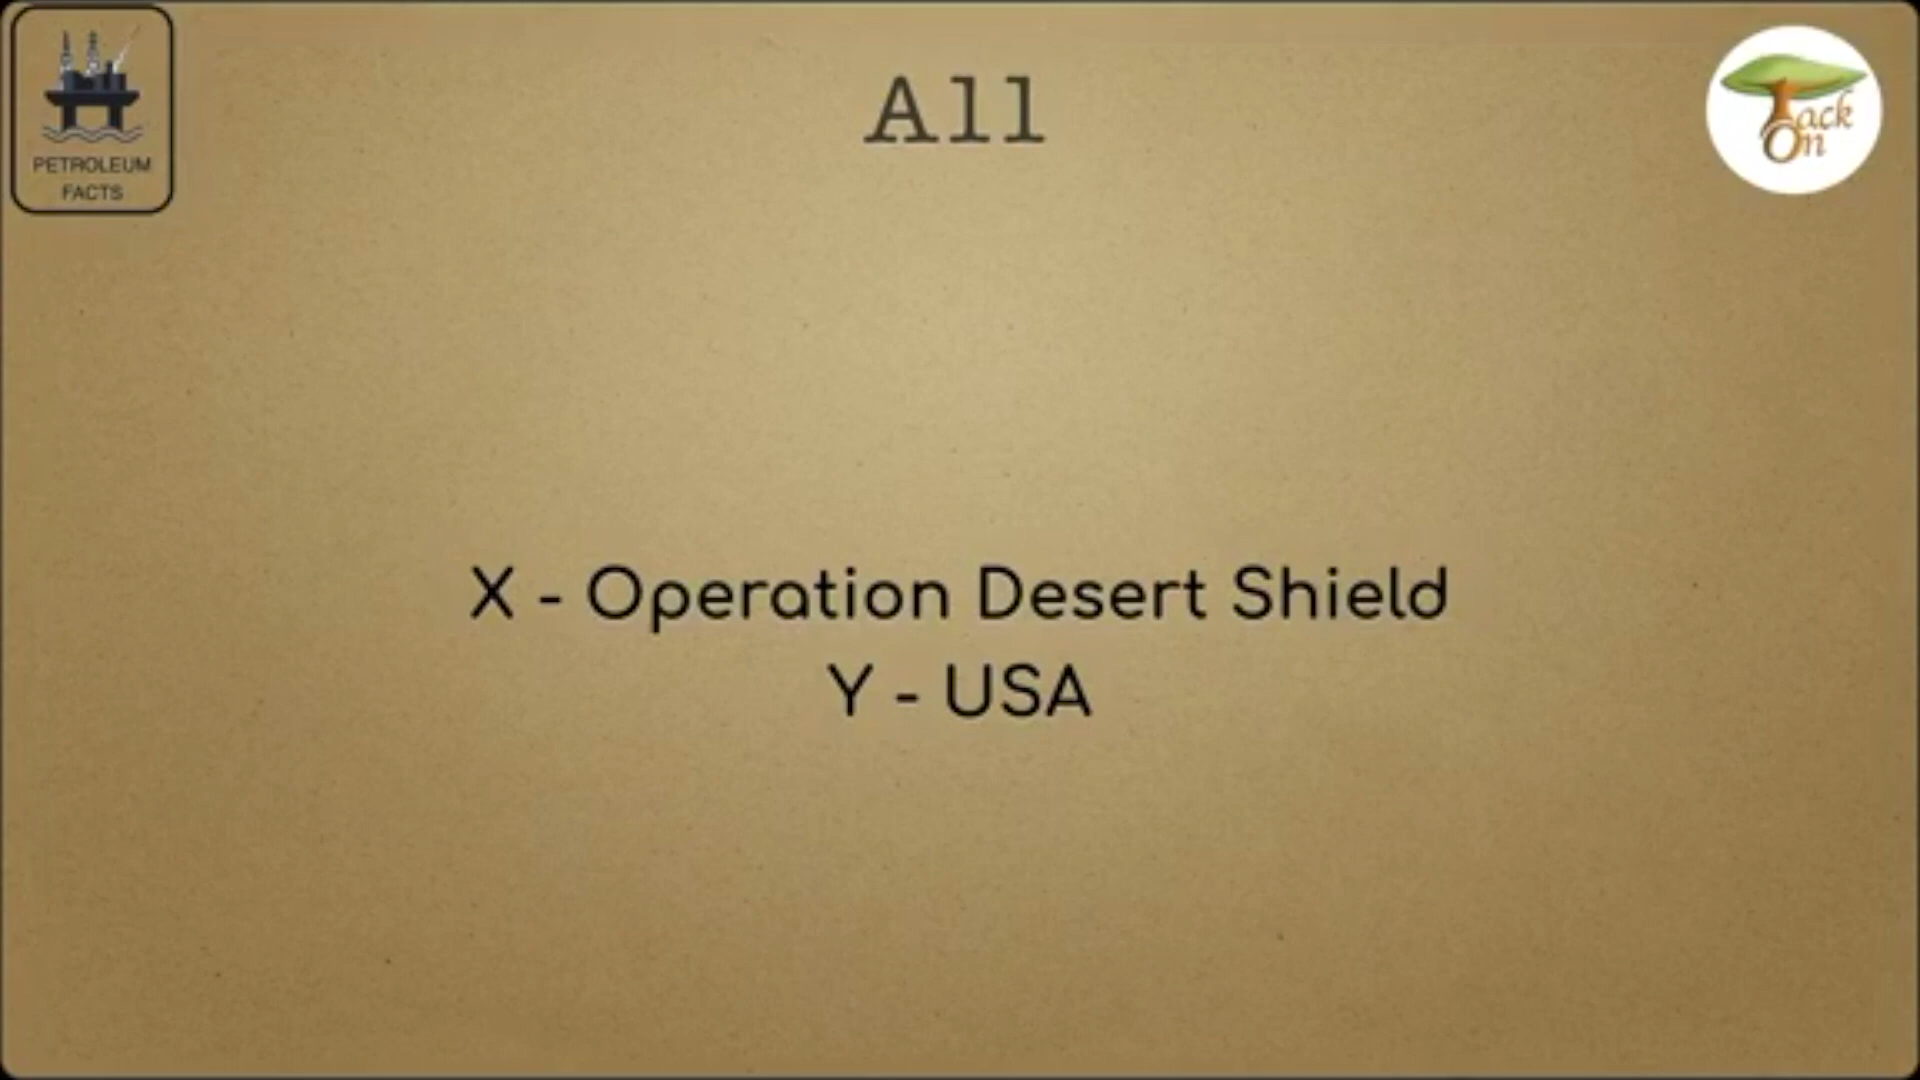 PETROLEUM
FACTS
Tack
On
All
X - Operation Desert Shield
Y - USA